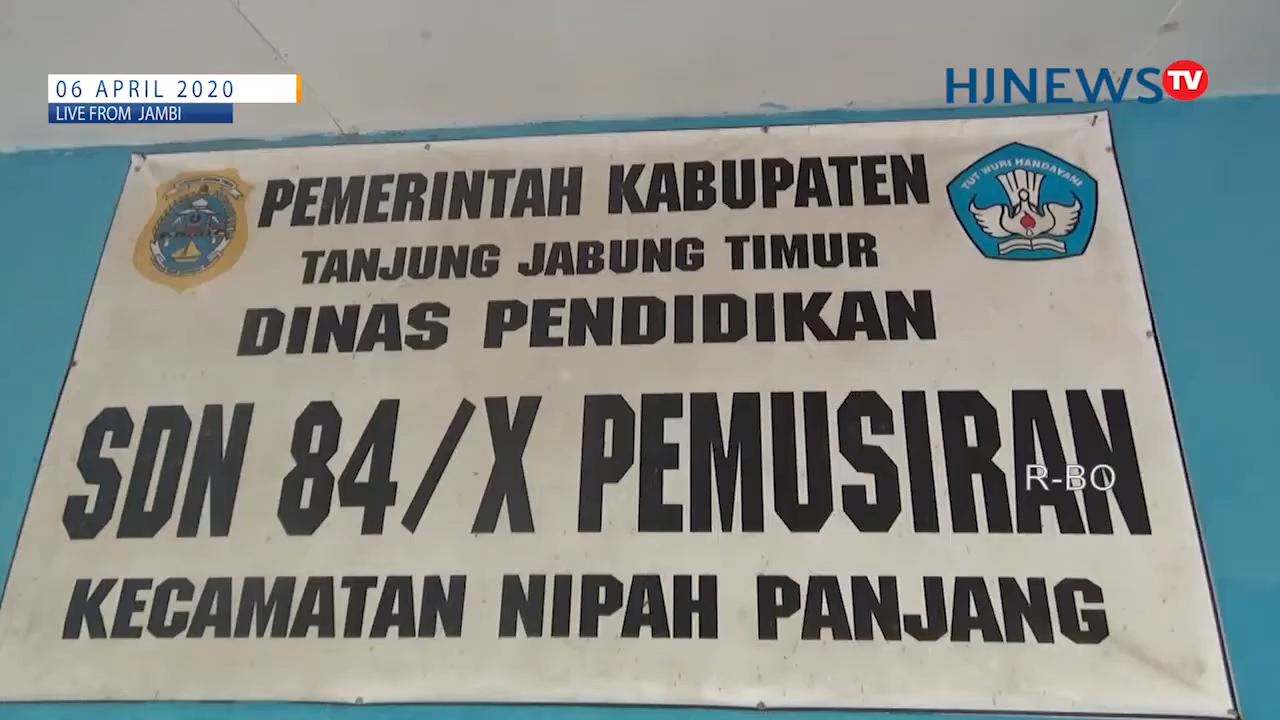 06 APRIL 2020
LIVE FROM JAMBI
HJNEWS TV
PEMERINTAH KABUPATEN
TANJUNG JABUNG TIMUR
DINAS PENDIDIKAN
TUT WURI HANDAYANI
SDN 84/X PEMUSIRAN
R-BO
KECAMATAN NIPAH PANJANG